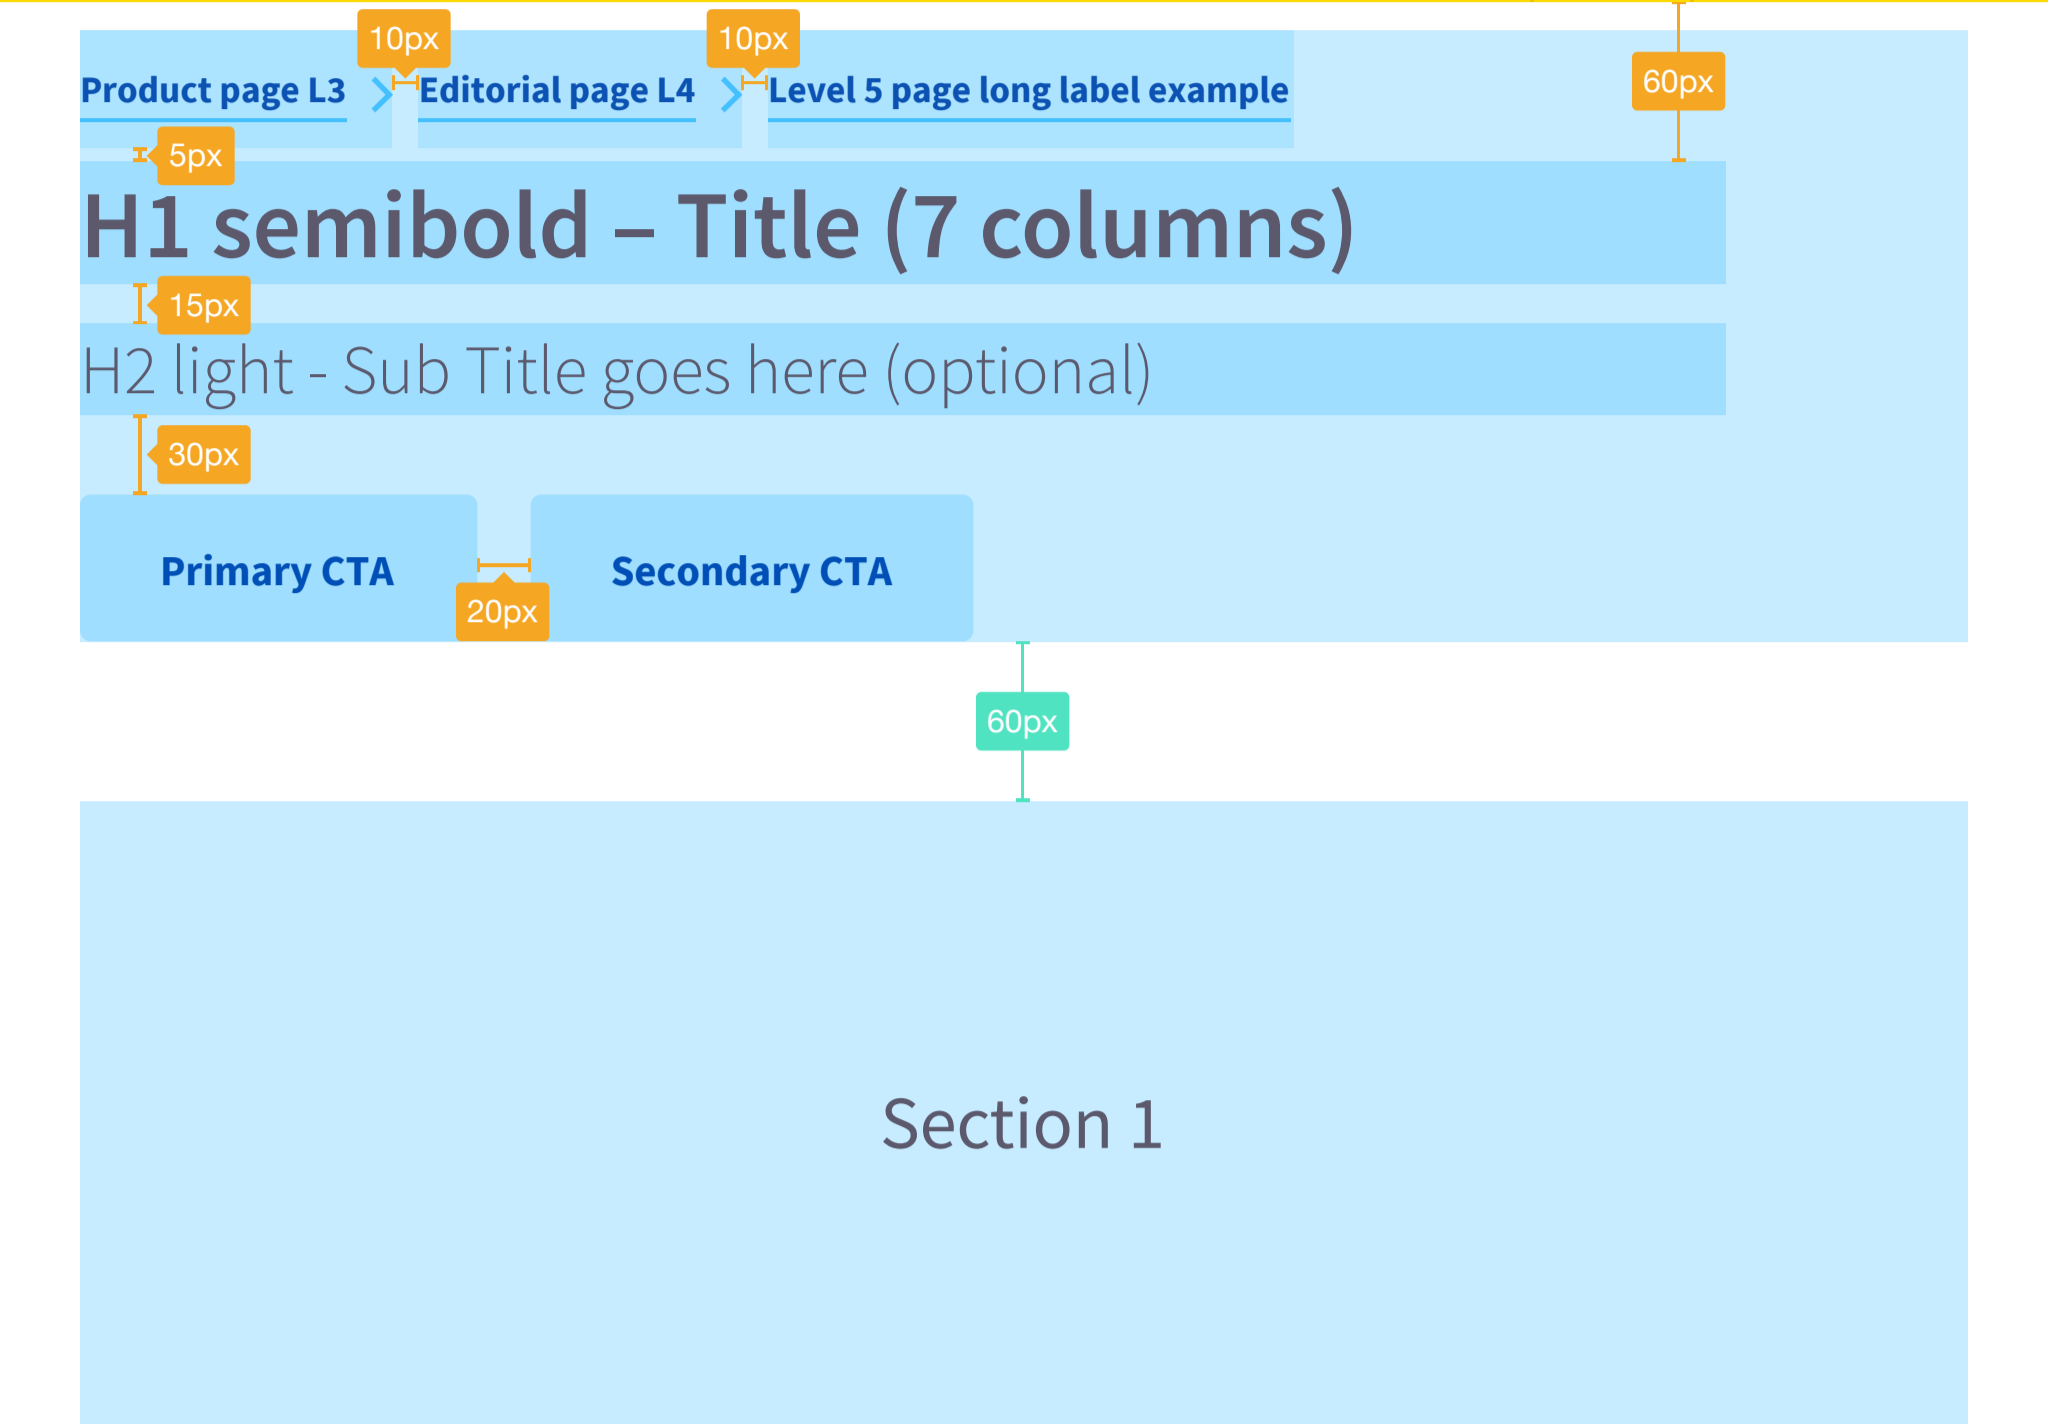 10px 10px
Product page L3 Editorial page L4 Level 5 page long label example
60px
5px
H1 semibold – Title (7 columns)
15px
H2 light - Sub Title goes here (optional)
30px
Primary CTA Secondary CTA
20px
60px
Section 1